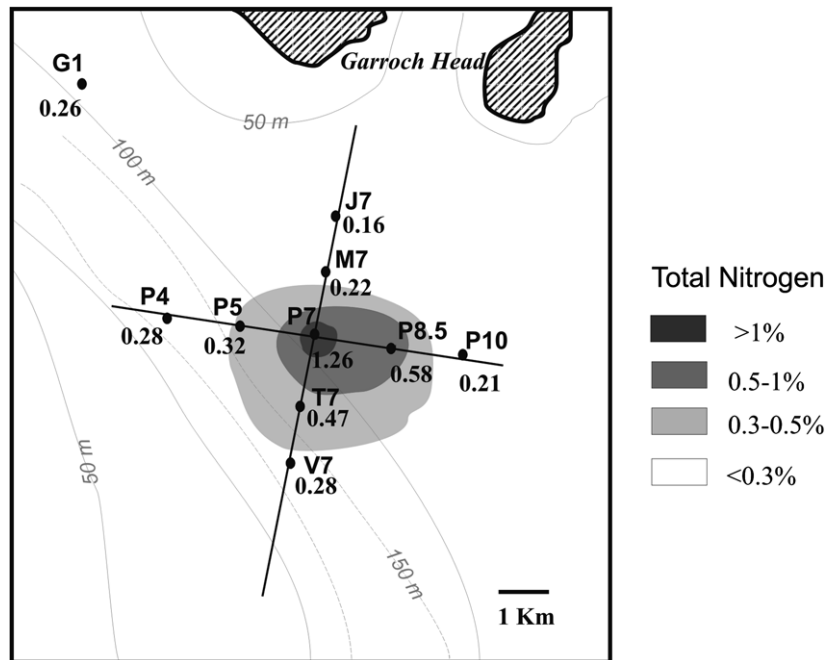 G1
0.26
Garroch Head
50 m
100 m
J7
0.16
M7
0.22
P4
0.28
P5
0.32
P7
1.26
P8.5
0.58
P10
0.21
T7
0.47
V7
0.28
50 m
150 m
1 Km
Total Nitrogen
>1%
0.5-1%
0.3-0.5%
<0.3%